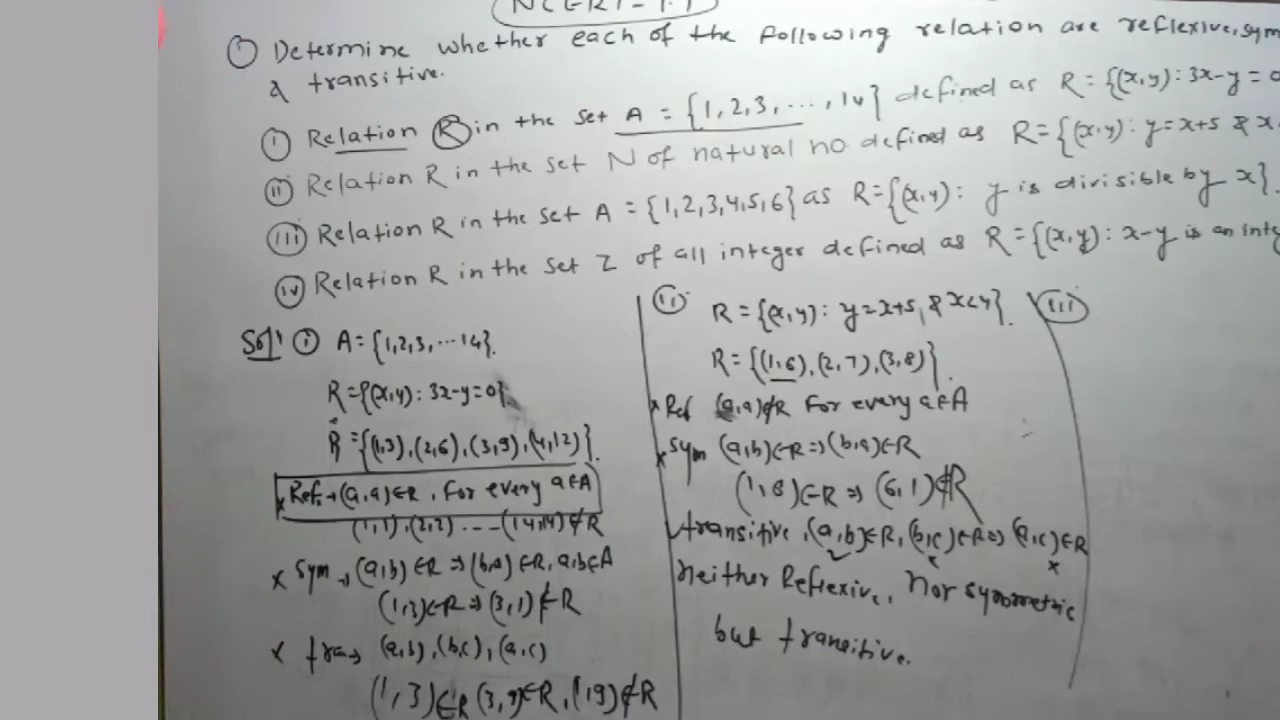 NCERT - 1.1
① Determine whether each of the following relation are reflexive, sym
& transitive.
① Relation R in the set A = {1,2,3,...,14} defined as R = {(x,y): 3x-y = 0
ⅱ Relation R in the set N of natural no defined as R = {(x,y): y=x+5 & x
ⅲ Relation R in the set A = {1,2,3,4,5,6} as R={(x,y): y is divisible by x}
ⅳ Relation R in the set Z of all integer defined as R = {(x,y): x-y is an integ
Sol' ① A = {1,2,3,...14}.
R={(x,y): 3x-y=0}
R = {(1,3), (2,6), (3,9), (4,12)}.
x Ref → (a,a)∈R, for every a∈A
(1,1),(2,2)....(14,14)∉R
x sym → (a,b)∈R ⇒ (b,a)∈R, a,b∈A
(1,3)∈R ⇒ (3,1)∉R
x tra → (a,b),(b,c),(a,c)
(1,3)∈R (3,9)∈R, (1,9)∉R
ⅱ R = {(x,y): y=x+5, & x<4}.
R = {(1,6),(2,7),(3,8)}.
x Ref (a,a)∉R for every a∈A
x sym (a,b)∈R ⇒ (b,a)∈R
(1,6)∈R ⇒ (6,1)∉R
transitive, (a,b)∈R, (b,c)∈R ⇒ (a,c)∈R
x
Neither Reflexive, Nor symmetric
but transitive.
ⅲ